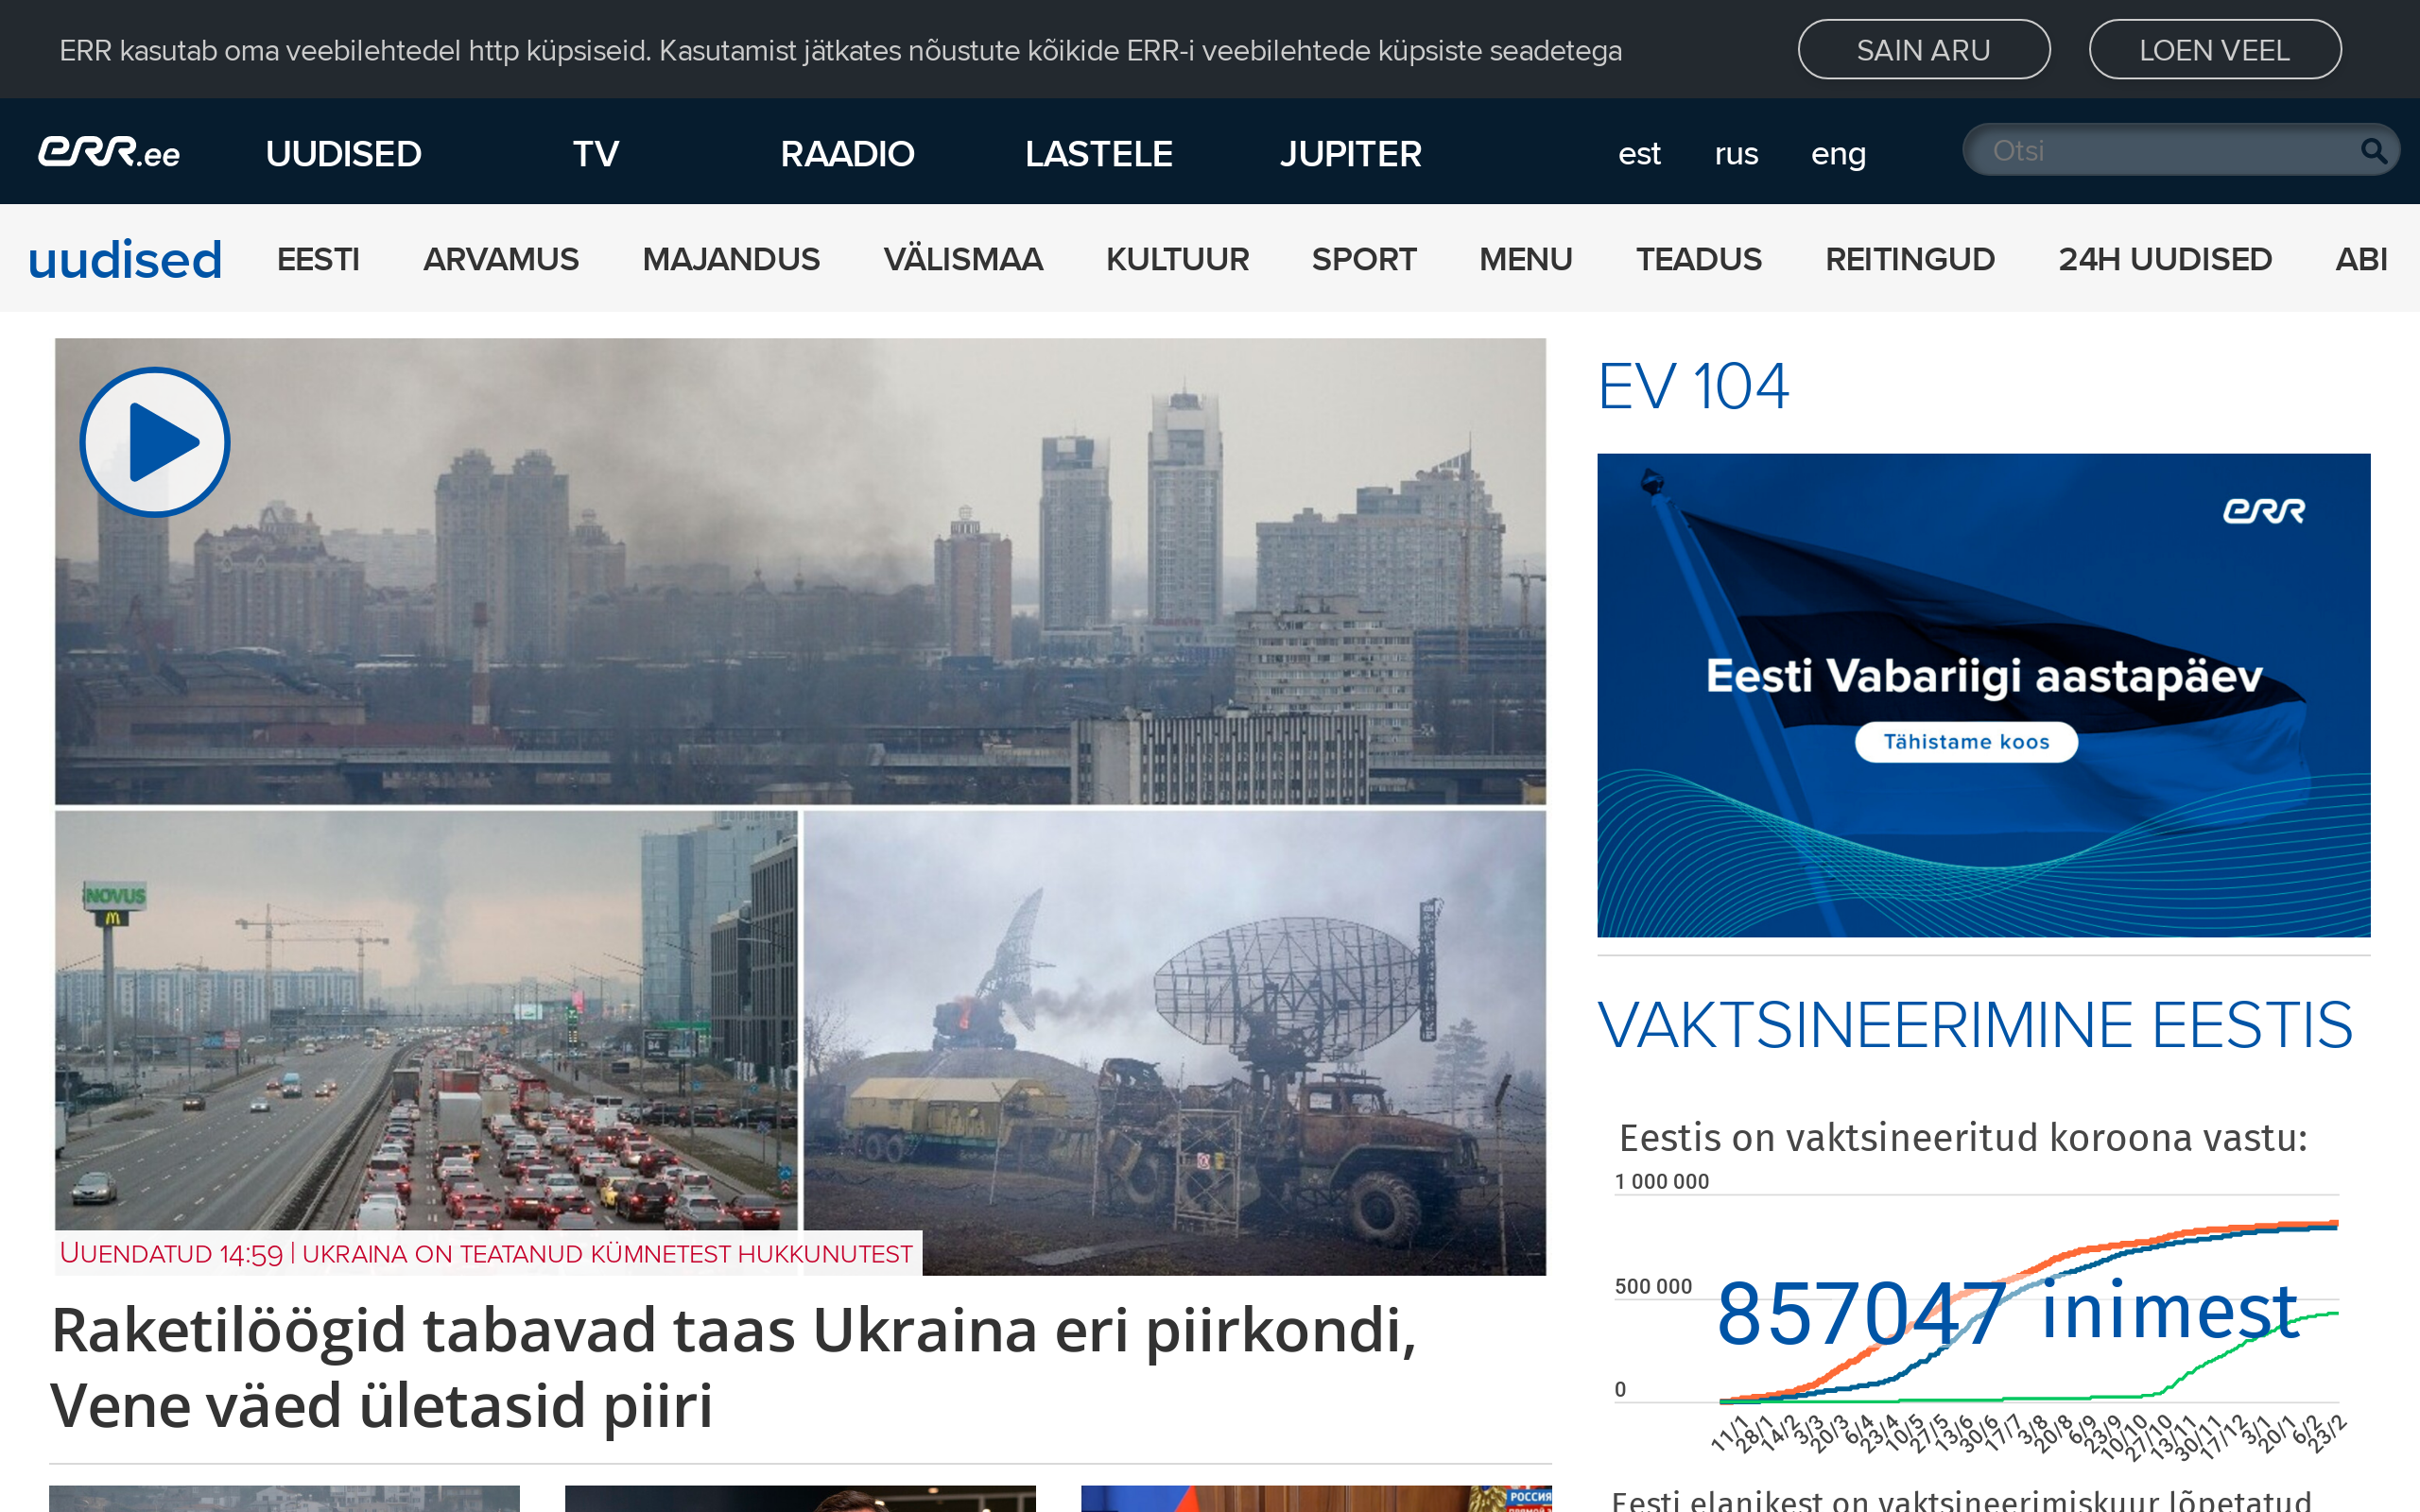 ERR kasutab oma veebilehtedel http küpsiseid. Kasutamist jätkates nõustute kõikide ERR-i veebilehtede küpsiste seadetega
SAIN ARU
LOEN VEEL
err.ee
UUDISED
TV
RAADIO
LASTELE
JUPITER
est
rus
eng
Otsi
uudised
EESTI
ARVAMUS
MAJANDUS
VÄLISMAA
KULTUUR
SPORT
MENU
TEADUS
REITINGUD
24H UUDISED
ABI
NOVUS
UUENDATUD 14:59 | UKRAINA ON TEATANUD KÜMNETEST HUKKUNUTEST
Raketilöögid tabavad taas Ukraina eri piirkondi,
Vene väed ületasid piiri
EV 104
err
Eesti Vabariigi aastapäev
Tähistame koos
VAKTSINEERIMINE EESTIS
Eestis on vaktsineeritud koroona vastu:
1 000 000
500 000
857047 inimest
0
11/1
28/1
14/2
3/3
20/3
6/4
23/4
10/5
27/5
13/6
30/6
17/7
3/8
20/8
6/9
23/9
10/10
27/10
13/11
30/11
17/12
3/1
20/1
6/2
23/2
РОССИЯ
Eesti elanikest on vaktsineerimiskuur lõpetatud